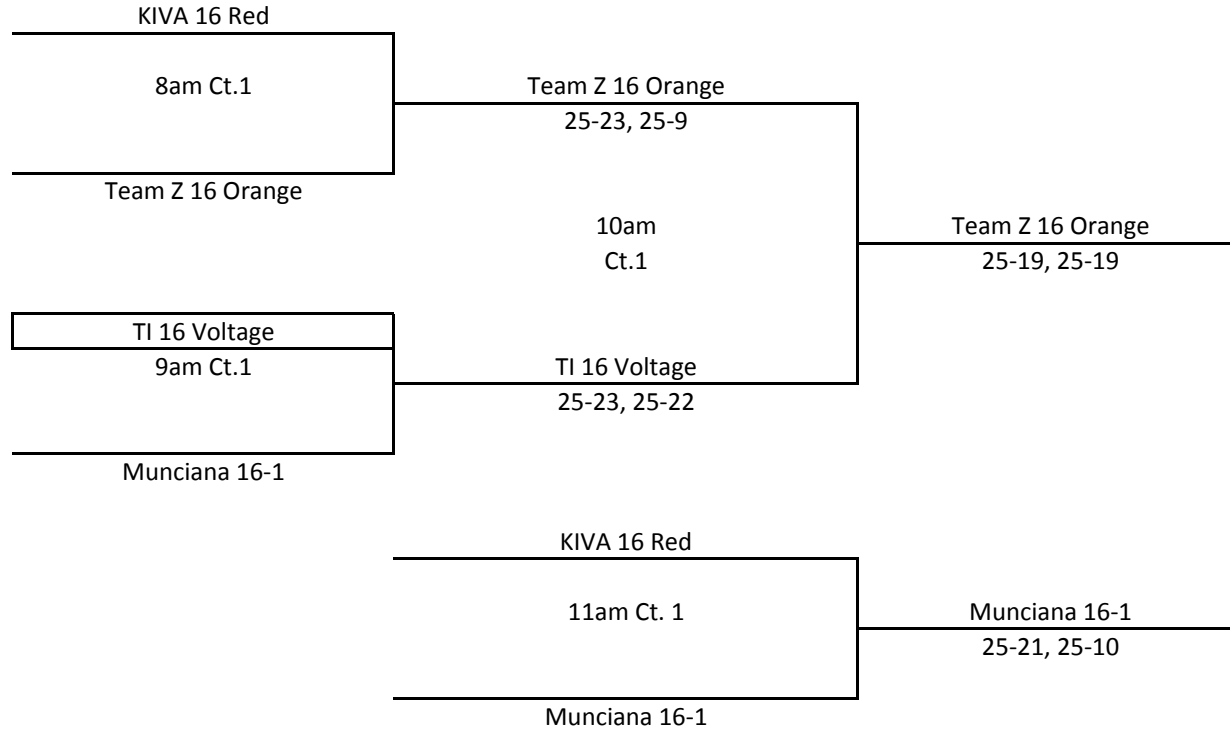 KIVA 16 Red
8am Ct.1
Team Z 16 Orange
25-23, 25-9
Team Z 16 Orange
10am
Ct.1
Team Z 16 Orange
25-19, 25-19
TI 16 Voltage
9am Ct.1
TI 16 Voltage
25-23, 25-22
Munciana 16-1
KIVA 16 Red
11am Ct. 1
Munciana 16-1
25-21, 25-10
Munciana 16-1